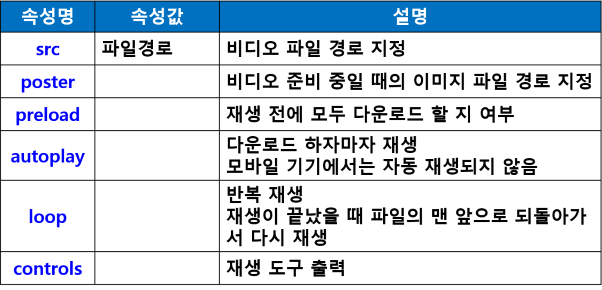 속성명 속성값 설명
src 파일경로 비디오 파일 경로 지정
poster 비디오 준비 중일 때의 이미지 파일 경로 지정
preload 재생 전에 모두 다운로드 할 지 여부
autoplay 다운로드 하자마자 재생
모바일 기기에서는 자동 재생되지 않음
loop 반복 재생
재생이 끝났을 때 파일의 맨 앞으로 되돌아가
서 다시 재생
controls 재생 도구 출력